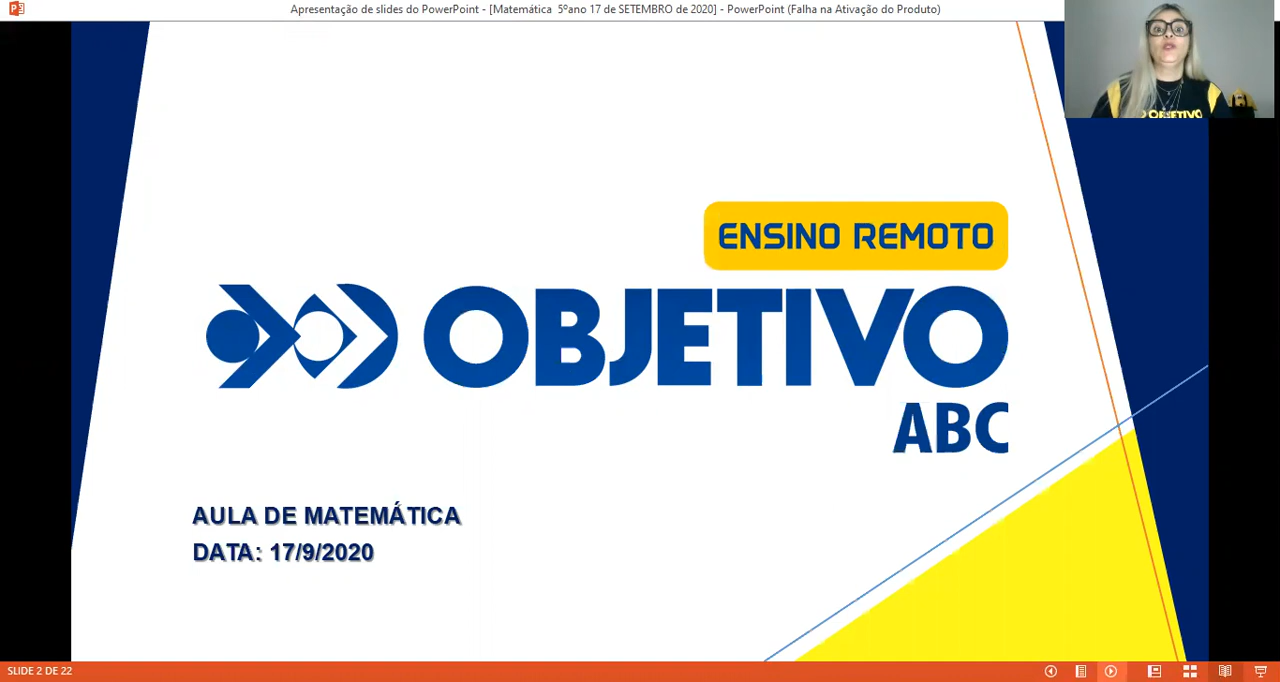 Apresentação de slides do PowerPoint - [Matemática  5ºano 17 de SETEMBRO de 2020] - PowerPoint (Falha na Ativação do Produto)
OBJETIVO
ENSINO REMOTO
OBJETIVO
ABC
AULA DE MATEMÁTICA
DATA: 17/9/2020
SLIDE 2 DE 22